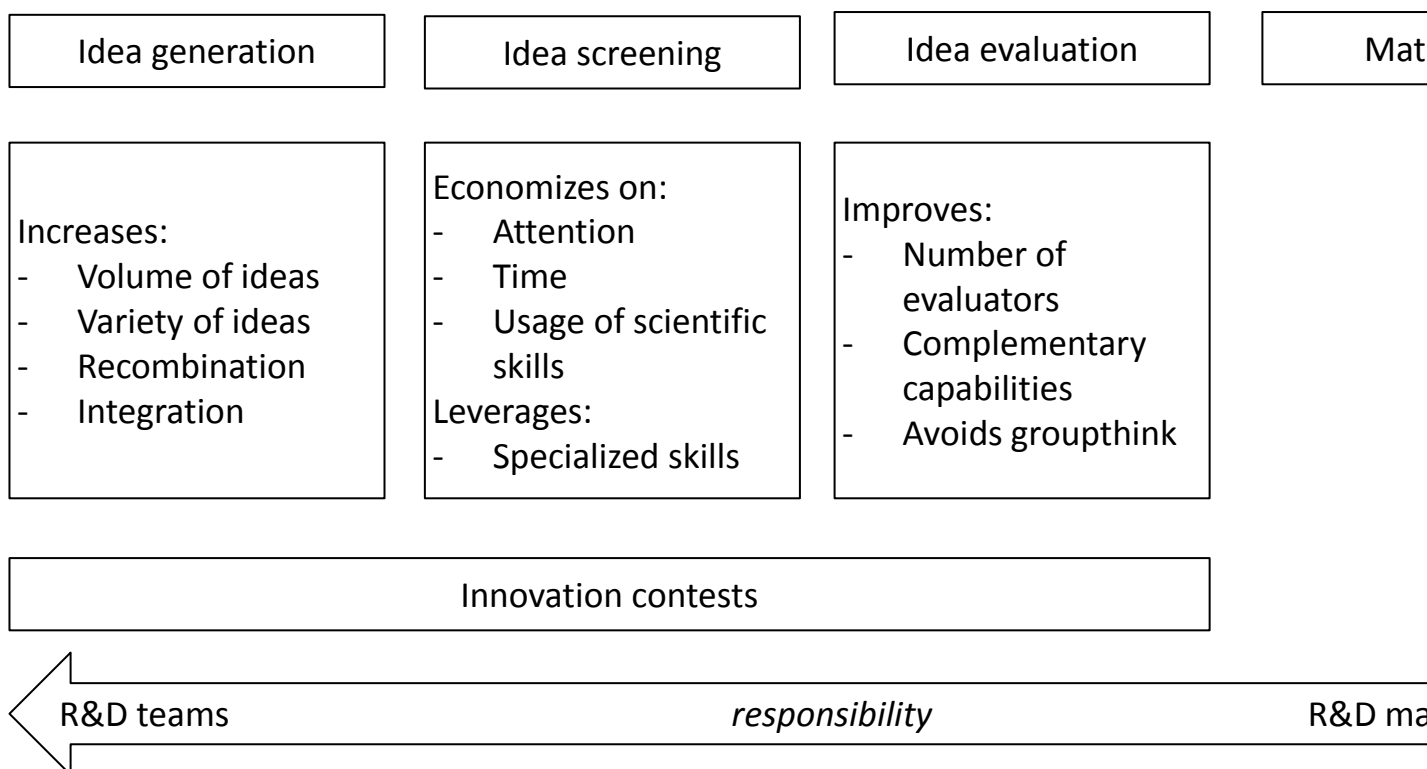 Idea generation
Idea screening
Idea evaluation
Mat
Increases:
- Volume of ideas
- Variety of ideas
- Recombination
- Integration
Economizes on:
- Attention
- Time
- Usage of scientific
skills
Leverages:
- Specialized skills
Improves:
- Number of
evaluators
- Complementary
capabilities
- Avoids groupthink
Innovation contests
R&D teams
responsibility
R&D ma